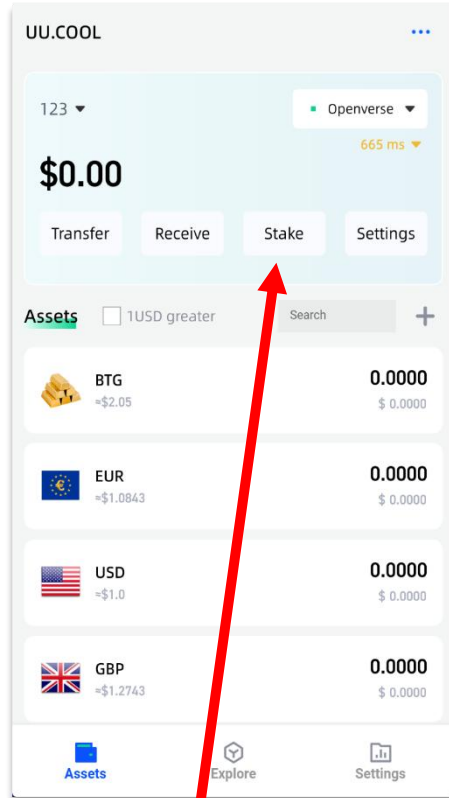 UU.COOL
123
Openverse
665 ms
$0.00
Transfer Receive Stake Settings
Assets 1USD greater Search
BTG 0.0000
≈$2.05 $ 0.0000
EUR 0.0000
≈$1.0843 $ 0.0000
USD 0.0000
≈$1.0 $ 0.0000
GBP 0.0000
≈$1.2743 $ 0.0000
Assets Explore Settings